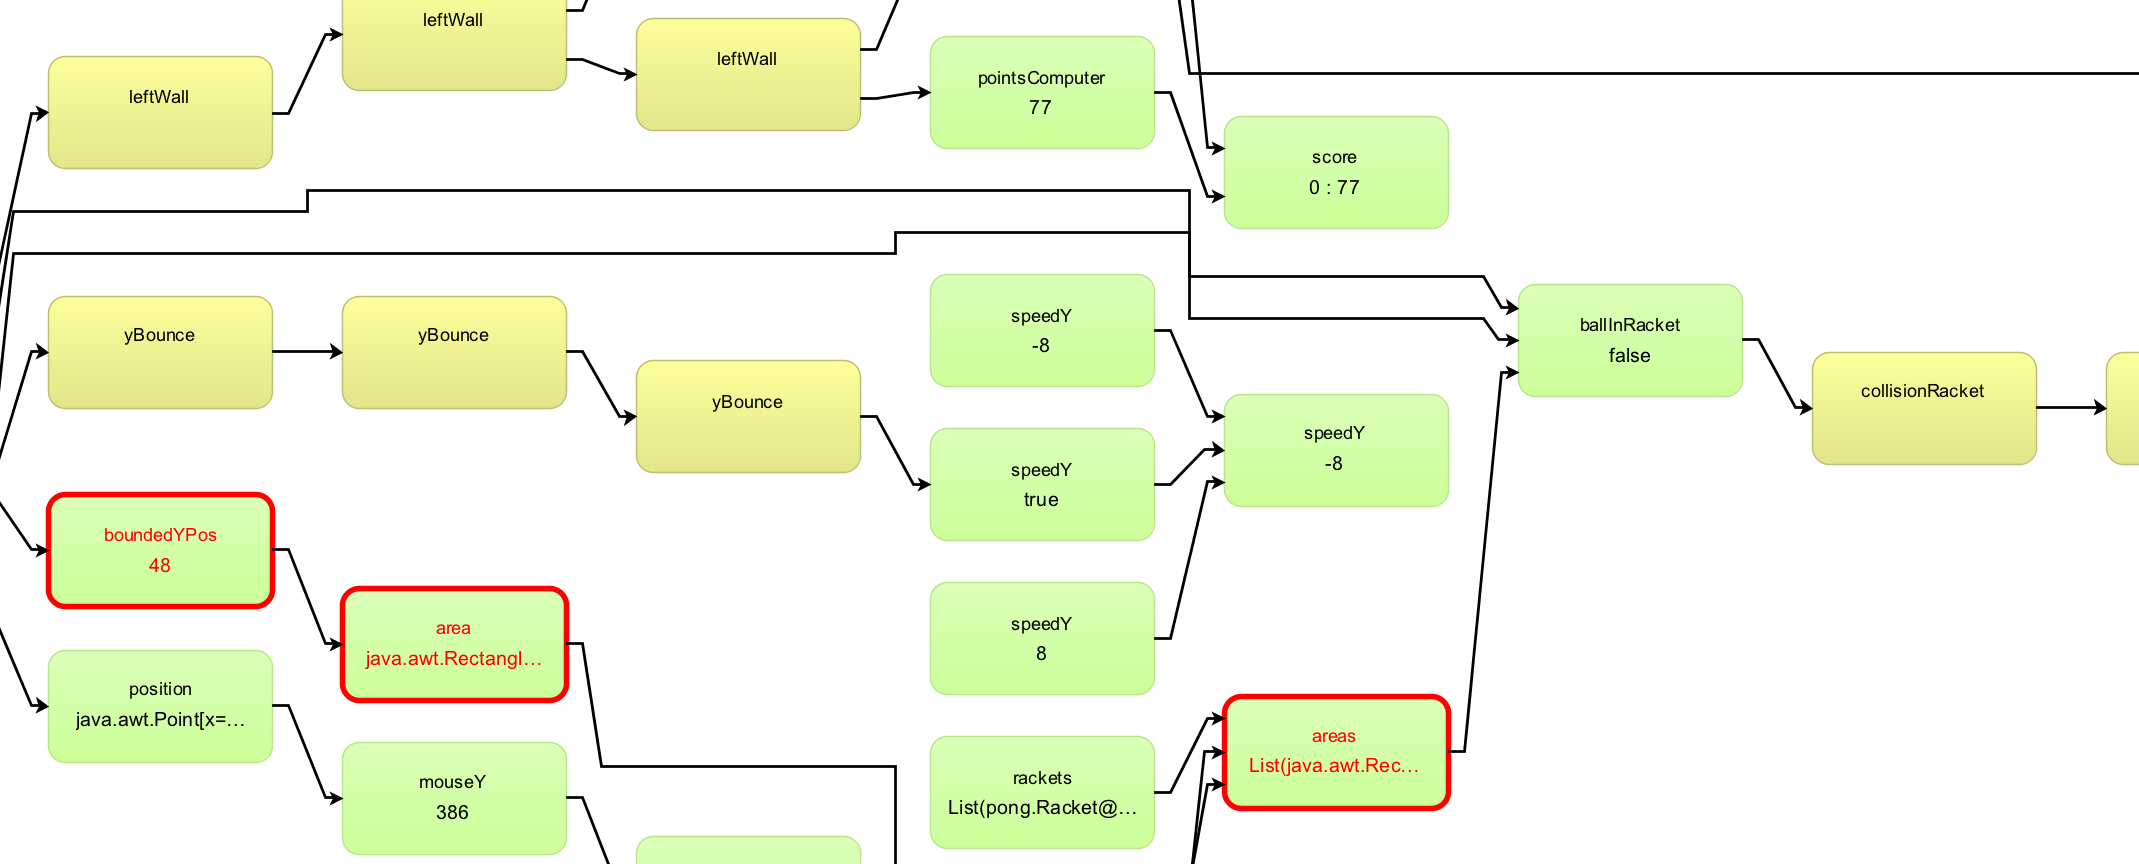 leftWall
leftWall
leftWall
pointsComputer
77
score
0 : 77
yBounce
yBounce
yBounce
speedY
-8
speedY
true
speedY
8
speedY
-8
ballInRacket
false
collisionRacket
boundedYPos
48
area
java.awt.Rectangl...
position
java.awt.Point[x=...
mouseY
386
rackets
List(pong.Racket@...
areas
List(java.awt.Rec...